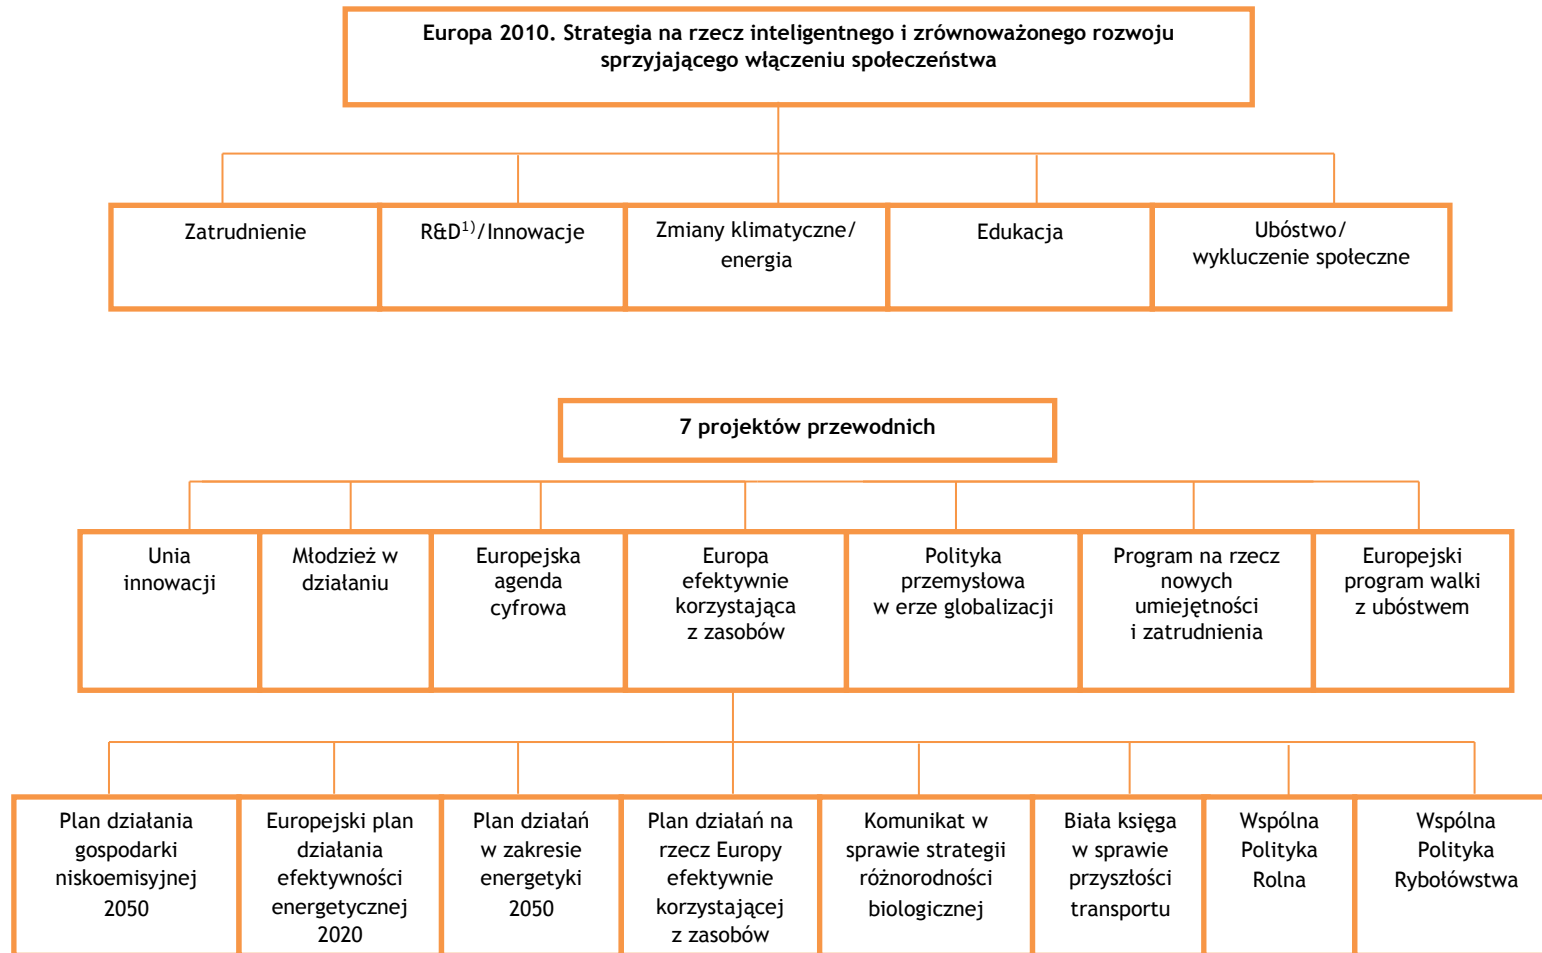 Europa 2010. Strategia na rzecz inteligentnego i zrównoważonego rozwoju
sprzyjającego włączeniu społeczeństwa
Zatrudnienie
R&D¹⁾/Innowacje
Zmiany klimatyczne/
energia
Edukacja
Ubóstwo/
wykluczenie społeczne
7 projektów przewodnich
Unia
innowacji
Młodzież w
działaniu
Europejska
agenda
cyfrowa
Europa
efektywnie
korzystająca
z zasobów
Polityka
przemysłowa
w erze globalizacji
Program na rzecz
nowych
umiejętności
i zatrudnienia
Europejski
program walki
z ubóstwem
Plan działania
gospodarki
niskoemisyjnej
2050
Europejski plan
działania
efektywności
energetycznej
2020
Plan działań
w zakresie
energetyki
2050
Plan działań na
rzecz Europy
efektywnie
korzystającej
z zasobów
Komunikat w
sprawie strategii
różnorodności
biologicznej
Biała księga
w sprawie
przyszłości
transportu
Wspólna
Polityka
Rolna
Wspólna
Polityka
Rybołówstwa